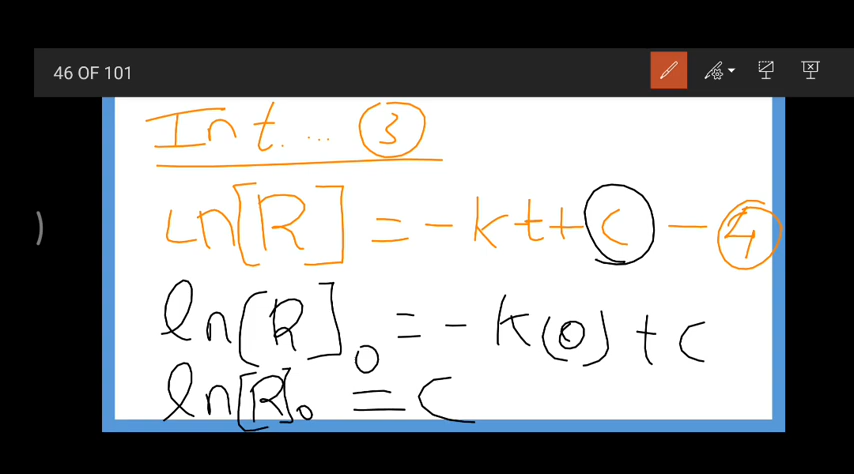 46 OF 101
Int... ③
Ln[R] = -kt + C - ④
ln[R]₀ = -k(0) + C
ln[R]₀ = C